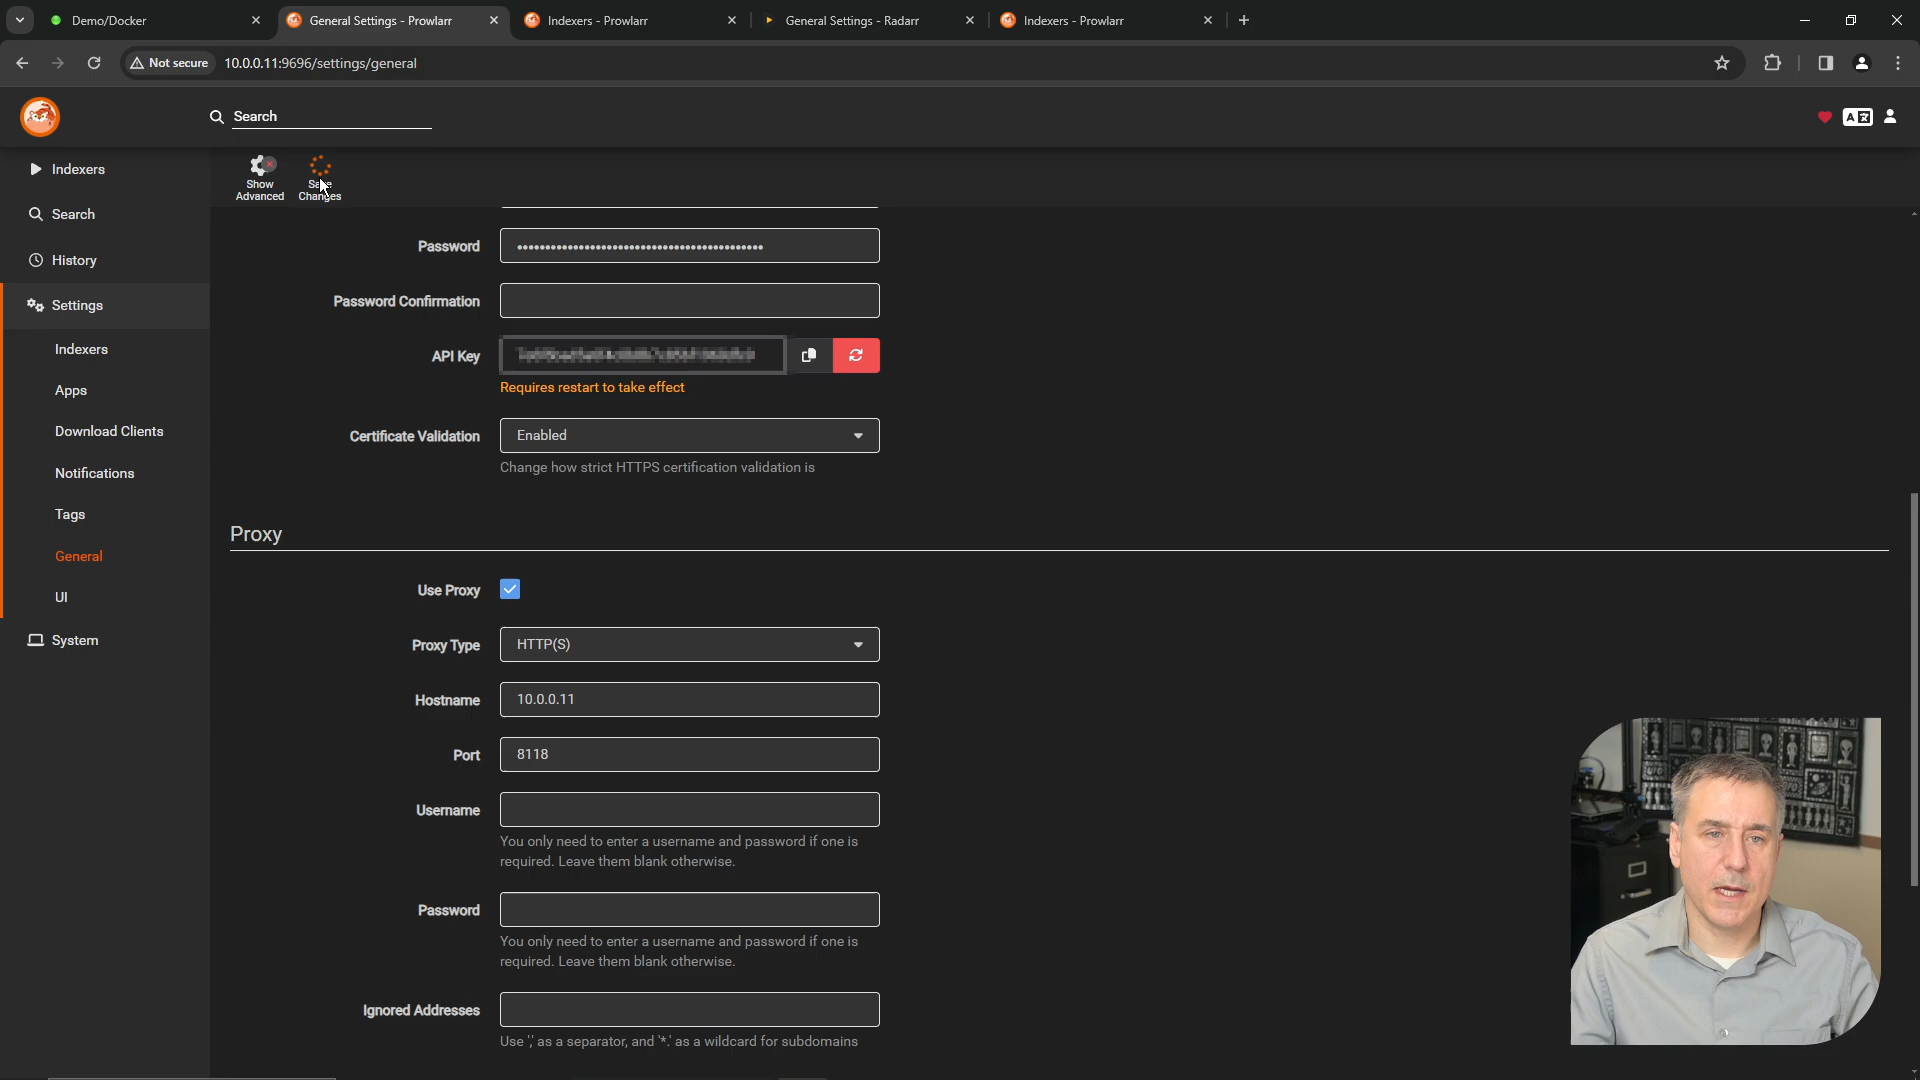 Demo/Docker
General Settings - Prowlarr
Indexers - Prowlarr
General Settings - Radarr
Indexers - Prowlarr
Not secure
10.0.0.11:9696/settings/general
Search
Indexers
Search
History
Settings
Indexers
Apps
Download Clients
Notifications
Tags
General
UI
System
Show Advanced
Save Changes
Password
••••••••••••••••••••••••••••••••••••••••••••
Password Confirmation
API Key
Requires restart to take effect
Certificate Validation
Enabled
Change how strict HTTPS certification validation is
Proxy
Use Proxy
Proxy Type
HTTP(S)
Hostname
10.0.0.11
Port
8118
Username
You only need to enter a username and password if one is
required. Leave them blank otherwise.
Password
You only need to enter a username and password if one is
required. Leave them blank otherwise.
Ignored Addresses
Use ',' as a separator, and '*.' as a wildcard for subdomains